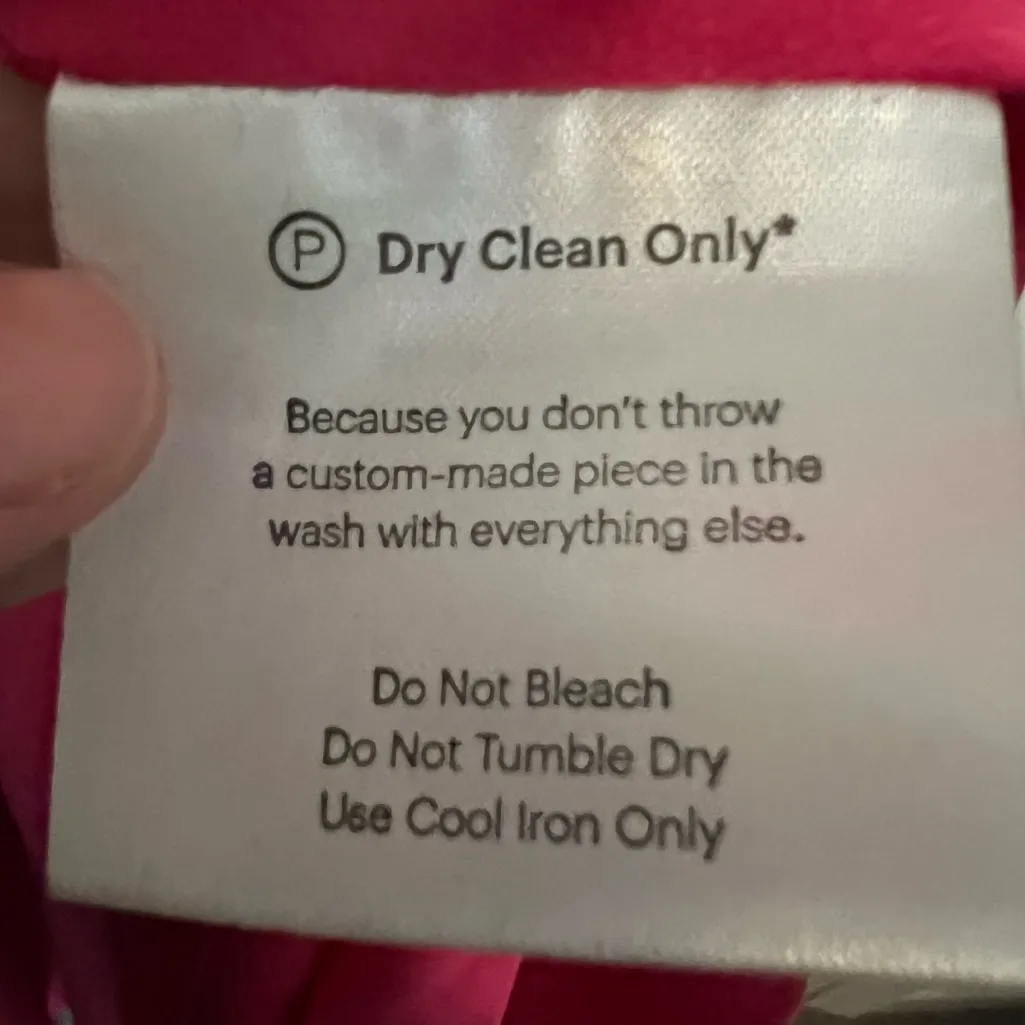 Ⓟ Dry Clean Only*
Because you don't throw
a custom-made piece in the
wash with everything else.
Do Not Bleach
Do Not Tumble Dry
Use Cool Iron Only